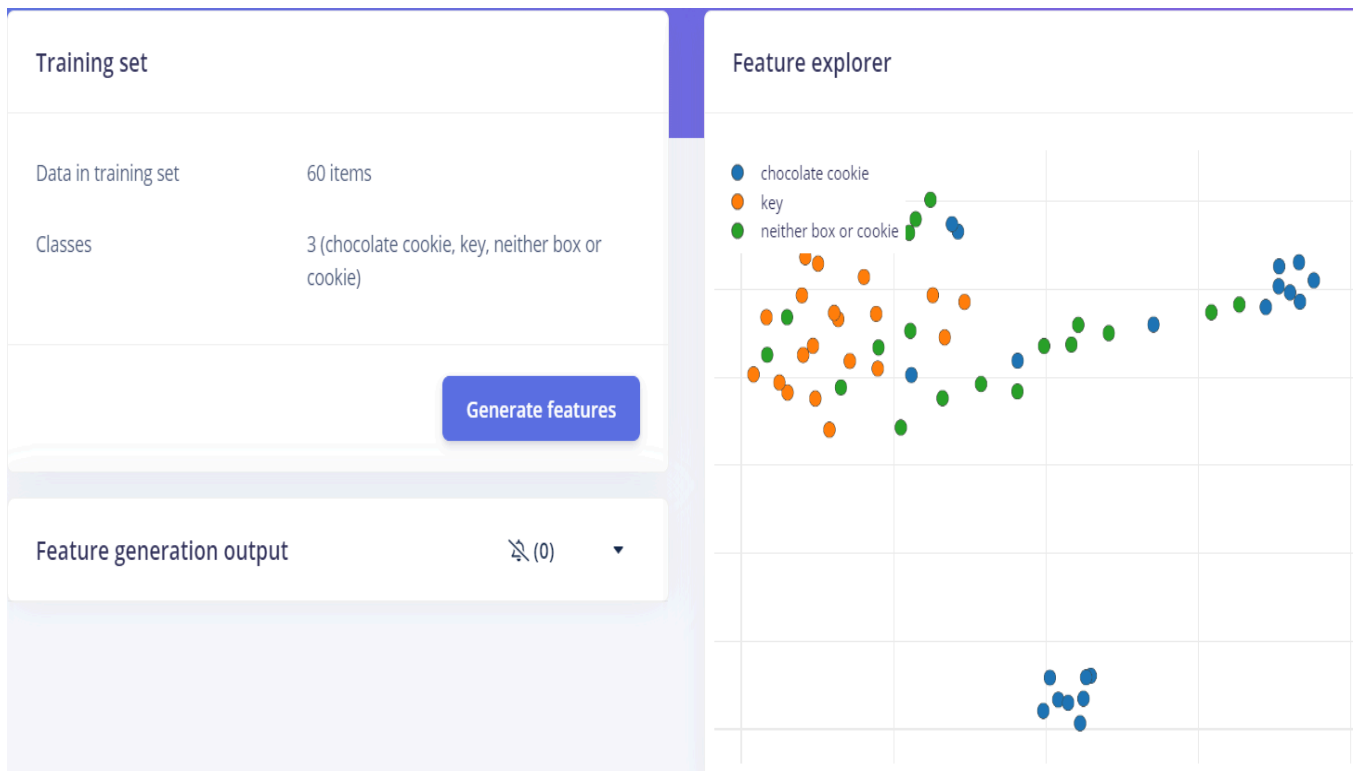 Training set
Data in training set 60 items
Classes 3 (chocolate cookie, key, neither box or
cookie)
Generate features
Feature generation output (0)
Feature explorer
chocolate cookie
key
neither box or cookie